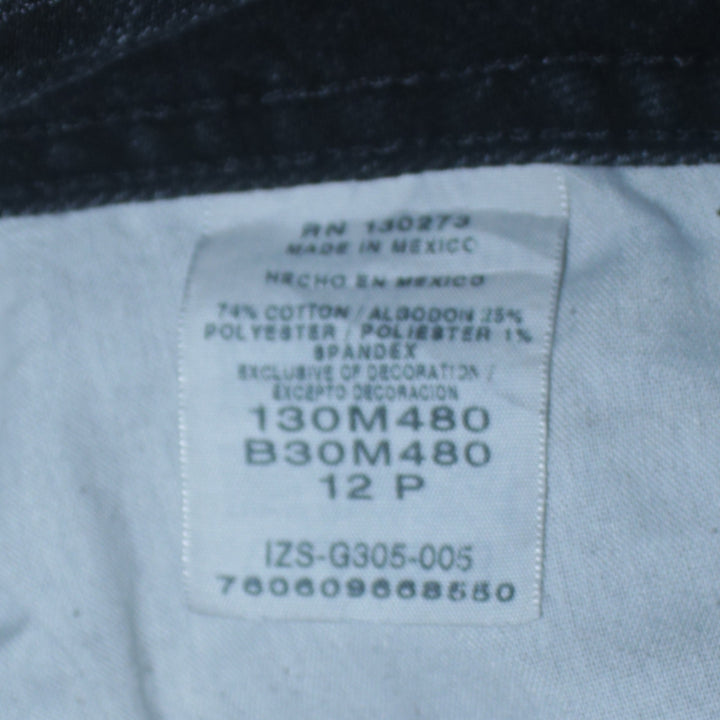 RN 130273
MADE IN MEXICO
HECHO EN MEXICO
74% COTTON / ALGODON 25%
POLYESTER / POLIESTER 1%
SPANDEX
EXCLUSIVE OF DECORATION /
EXCEPTO DECORACION
130M480
B30M480
12 P
IZS-G305-005
760609668550